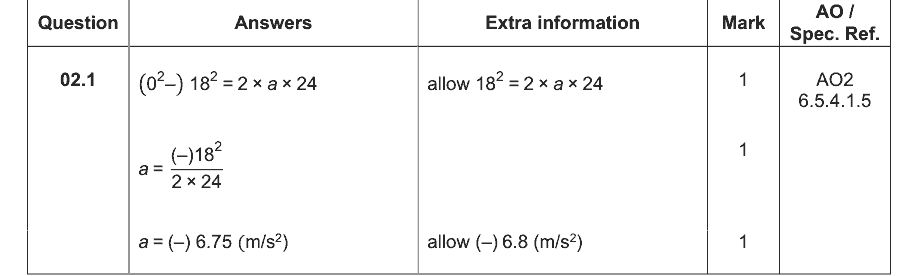 Question Answers Extra information Mark AO / Spec. Ref.
02.1 (0²–) 18² = 2 × a × 24 allow 18² = 2 × a × 24 1 AO2
6.5.4.1.5
a = (–)18² / 2 × 24 1
a = (–) 6.75 (m/s²) allow (–) 6.8 (m/s²) 1